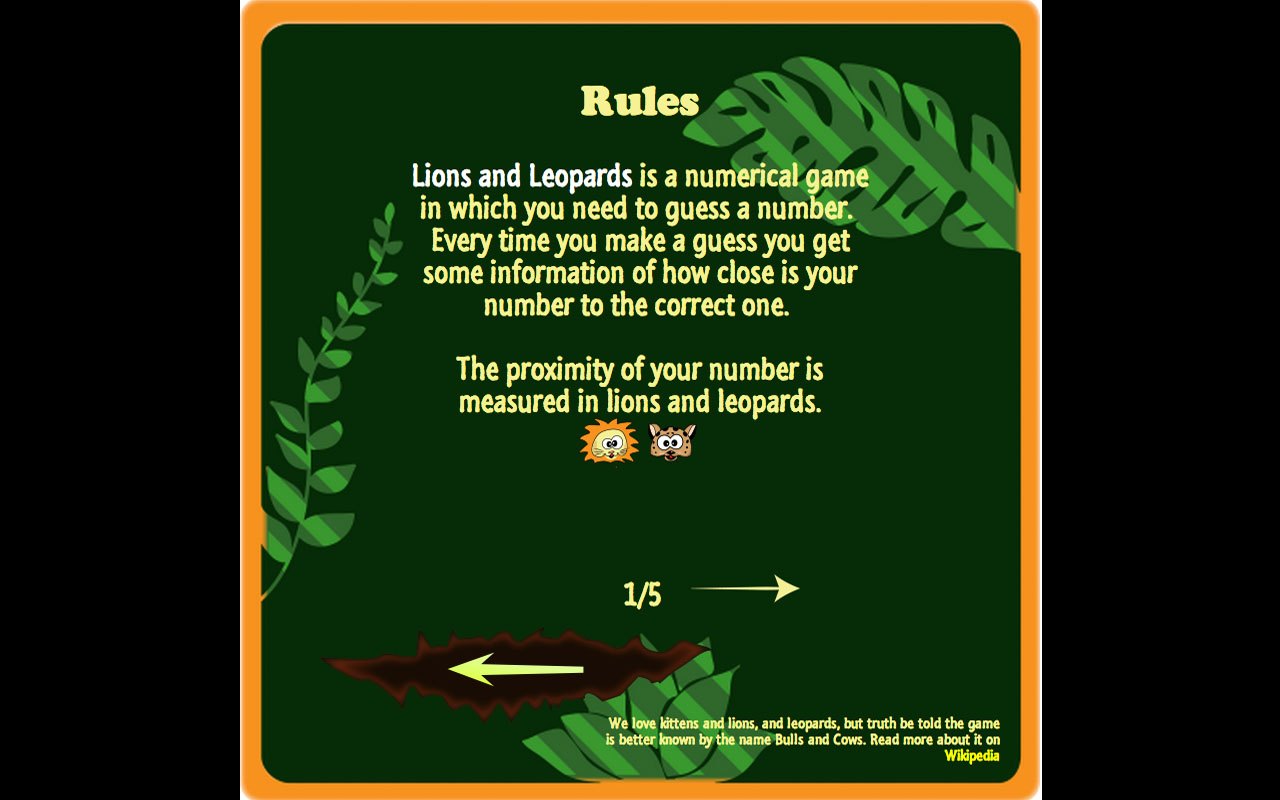 Rules
Lions and Leopards is a numerical game
in which you need to guess a number.
Every time you make a guess you get
some information of how close is your
number to the correct one.
The proximity of your number is
measured in lions and leopards.
1/5
We love kittens and lions, and leopards, but truth be told the game
is better known by the name Bulls and Cows. Read more about it on
Wikipedia